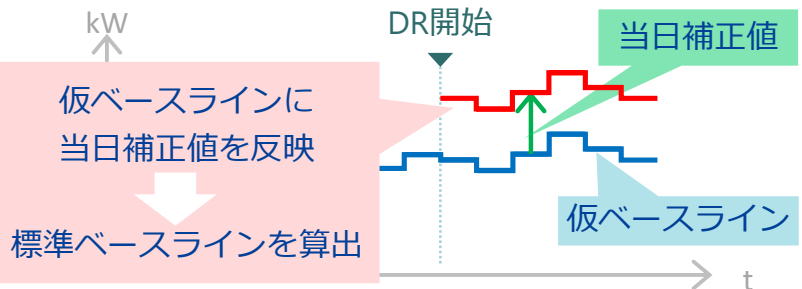 kW
DR開始
当日補正値
仮ベースラインに
当日補正値を反映
標準ベースラインを算出
仮ベースライン
t